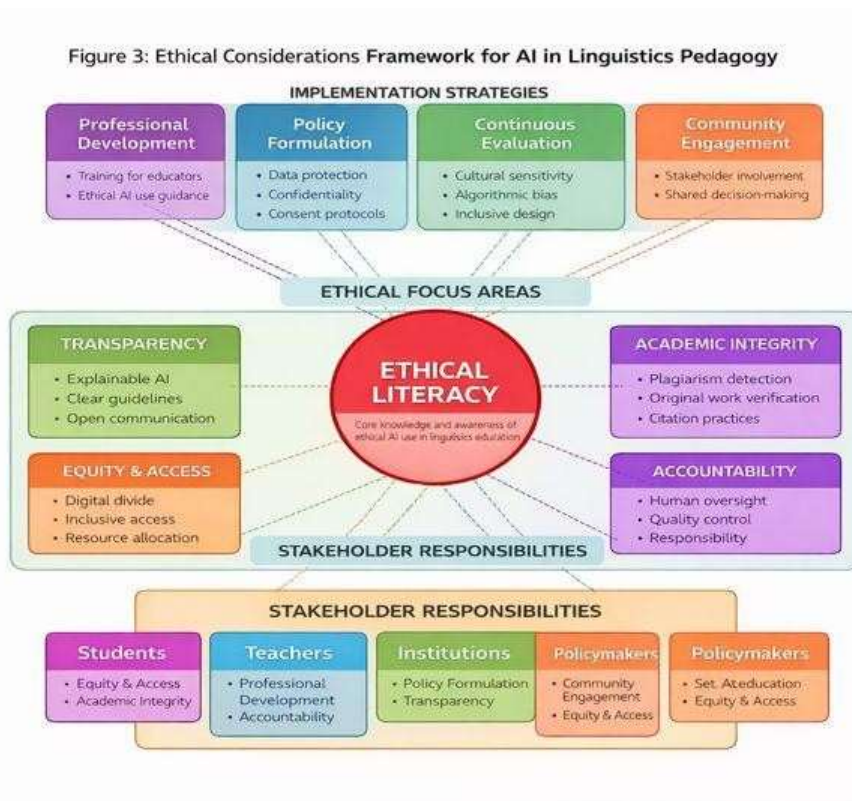 Figure 3: Ethical Considerations Framework for AI in Linguistics Pedagogy
IMPLEMENTATION STRATEGIES
Professional
Development
• Training for educators
• Ethical AI use guidance
Policy
Formulation
• Data protection
• Confidentiality
• Consent protocols
Continuous
Evaluation
• Cultural sensitivity
• Algorithmic bias
• Inclusive design
Community
Engagement
• Stakeholder involvement
• Shared decision-making
ETHICAL FOCUS AREAS
TRANSPARENCY
• Explainable AI
• Clear guidelines
• Open communication
EQUITY & ACCESS
• Digital divide
• Inclusive access
• Resource allocation
ETHICAL
LITERACY
Core knowledge and awareness of
ethical AI use in linguistics education
ACADEMIC INTEGRITY
• Plagiarism detection
• Original work verification
• Citation practices
ACCOUNTABILITY
• Human oversight
• Quality control
• Responsibility
STAKEHOLDER RESPONSIBILITIES
STAKEHOLDER RESPONSIBILITIES
Students
• Equity & Access
• Academic Integrity
Teachers
• Professional
Development
• Accountability
Institutions
• Policy Formulation
• Transparency
Policymakers
• Community
Engagement
• Equity & Access
Policymakers
• Set. Ateducation
• Equity & Access